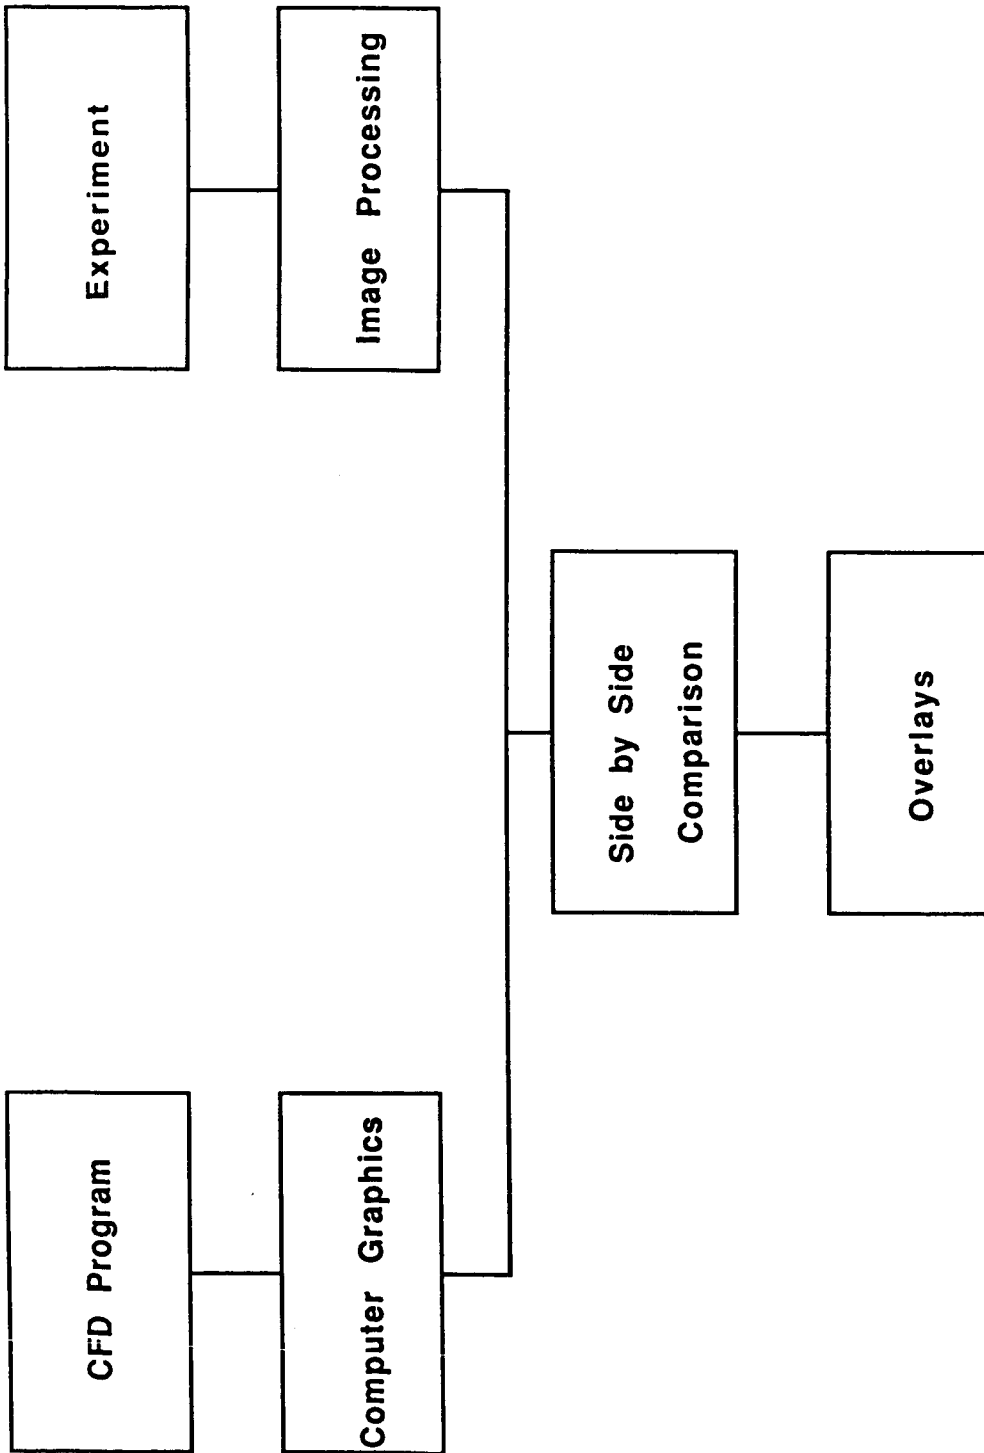 CFD Program
Experiment
Computer Graphics
Image Processing
Side by Side
Comparison
Overlays